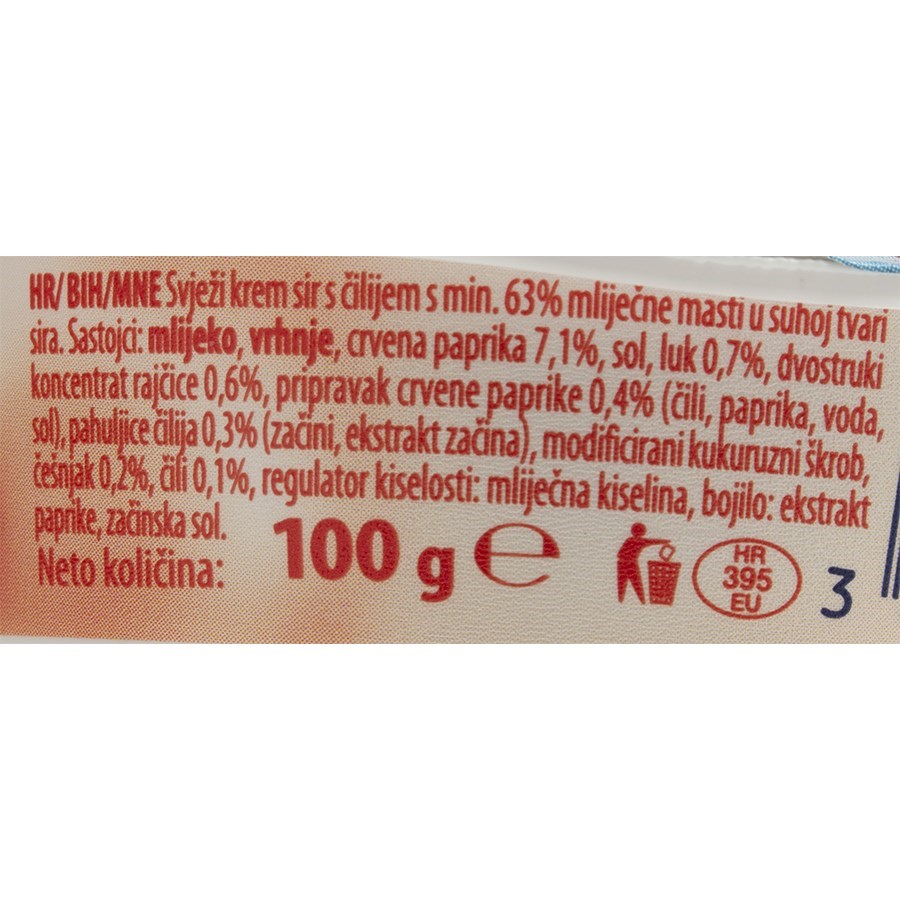 HR/BIH/MNE Svježi krem sir s čilijem s min. 63% mliječne masti u suhoj tvari
sira. Sastojci: mlijeko, vrhnje, crvena paprika 7,1%, sol, luk 0,7%, dvostruki
koncentrat rajčice 0,6%, pripravak crvene paprike 0,4% (čili, paprika, voda,
sol), pahuljice čilija 0,3% (začini, ekstrakt začina), modificirani kukuruzni škrob,
češnjak 0,2%, čili 0,1%, regulator kiselosti: mliječna kiselina, bojilo: ekstrakt
paprike, začinska sol.
Neto količina: 100 g e
HR
395
EU
3